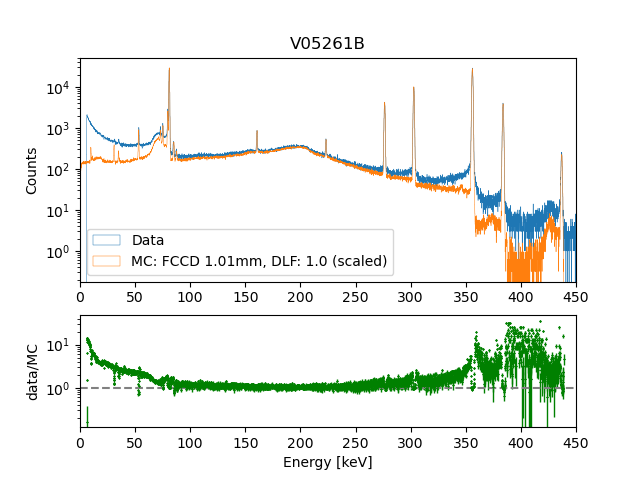 V05261B
Counts
10⁴
10³
10²
10¹
10⁰
Data
MC: FCCD 1.01mm, DLF: 1.0 (scaled)
0 50 100 150 200 250 300 350 400 450
data/MC
10¹
10⁰
0 50 100 150 200 250 300 350 400 450
Energy [keV]